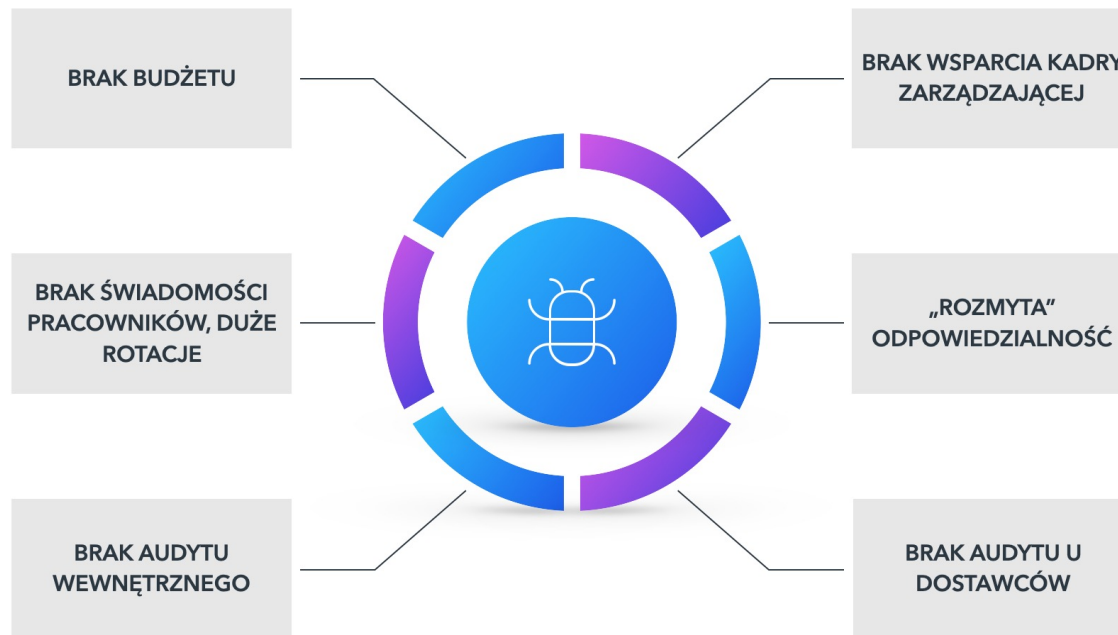 BRAK BUDŻETU
BRAK WSPARCIA KADRY
ZARZĄDZAJĄCEJ
BRAK ŚWIADOMOŚCI
PRACOWNIKÓW, DUŻE
ROTACJE
„ROZMYTA”
ODPOWIEDZIALNOŚĆ
BRAK AUDYTU
WEWNĘTRZNEGO
BRAK AUDYTU U
DOSTAWCÓW